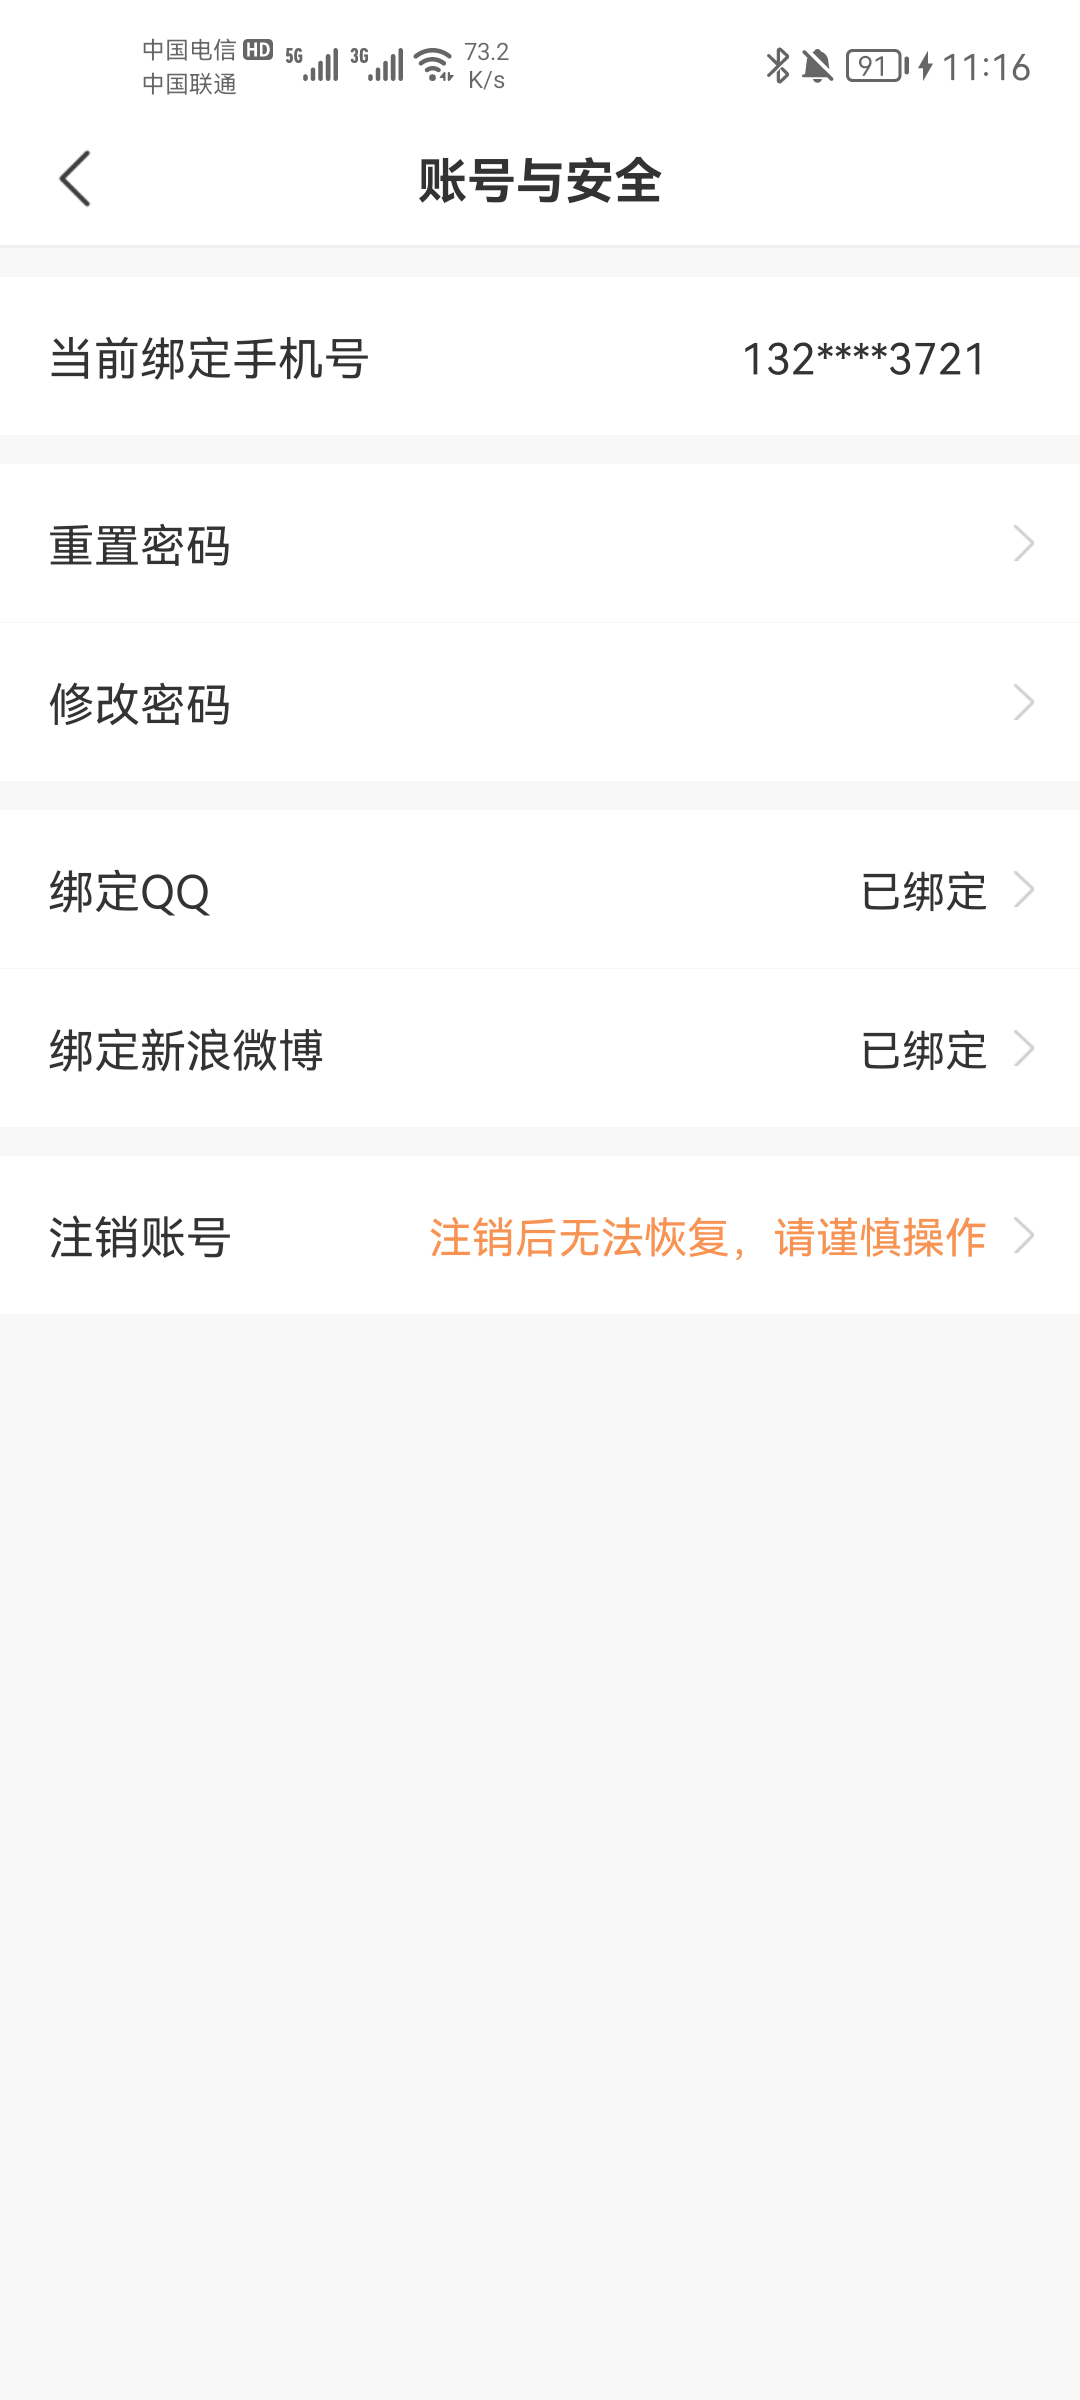 中国电信 HD 5G 3G 73.2
中国联通 K/s
91 11:16
账号与安全
当前绑定手机号 132****3721
重置密码
修改密码
绑定QQ 已绑定
绑定新浪微博 已绑定
注销账号 注销后无法恢复，请谨慎操作